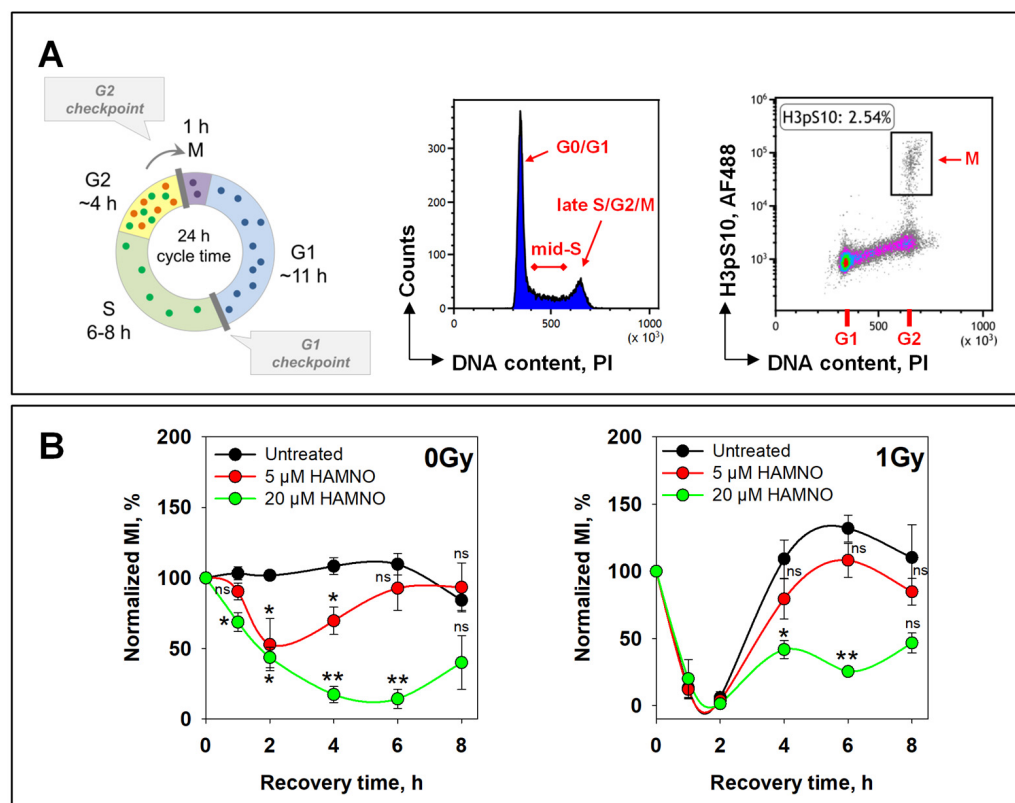 A
G2
checkpoint
1 h
M
G2
~4 h
24 h
cycle time
G1
~11 h
S
6-8 h
G1
checkpoint
Counts
300
200
100
0
G0/G1
late S/G2/M
mid-S
0
500
1000
(x 10³)
DNA content, PI
H3pS10, AF488
10⁶
10⁵
10⁴
10³
0
H3pS10: 2.54%
M
0
500
1000
G1
G2
(x 10³)
DNA content, PI
B
Normalized MI, %
200
150
100
50
0
Untreated
5 µM HAMNO
20 µM HAMNO
0Gy
ns
*
*
*
*
**
ns
**
ns
ns
0
2
4
6
8
Recovery time, h
Normalized MI, %
200
150
100
50
0
Untreated
5 µM HAMNO
20 µM HAMNO
1Gy
ns
*
ns
**
ns
ns
0
2
4
6
8
Recovery time, h